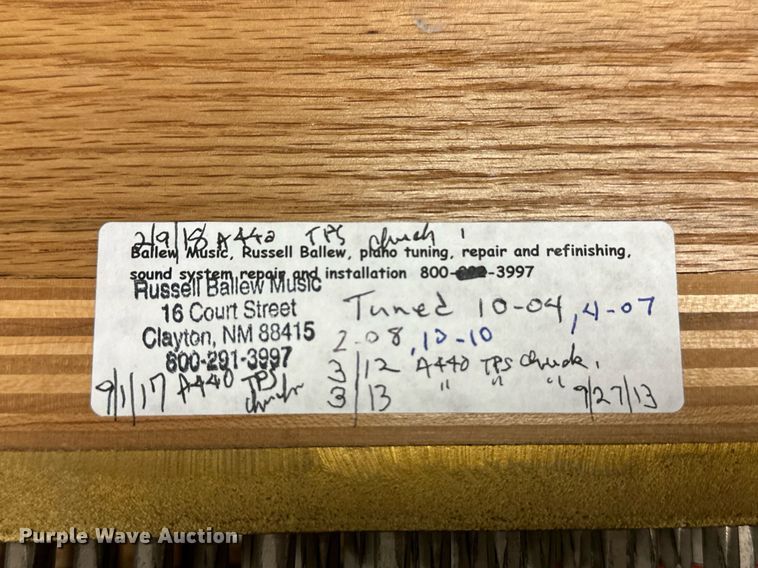 2/9/18 A440 TPS chuck
Ballew Music, Russell Ballew, piano tuning, repair and refinishing,
sound system repair and installation 800- -3997
Russell Ballew Music
16 Court Street
Clayton, NM 88415
800-291-3997
Tuned 10-04, 4-07
2-08, 10-10
3/12 A440 TPS chuck,
3/13 " " " 9/27/13
9/1/17 A440 TPS chuck
Purple Wave Auction